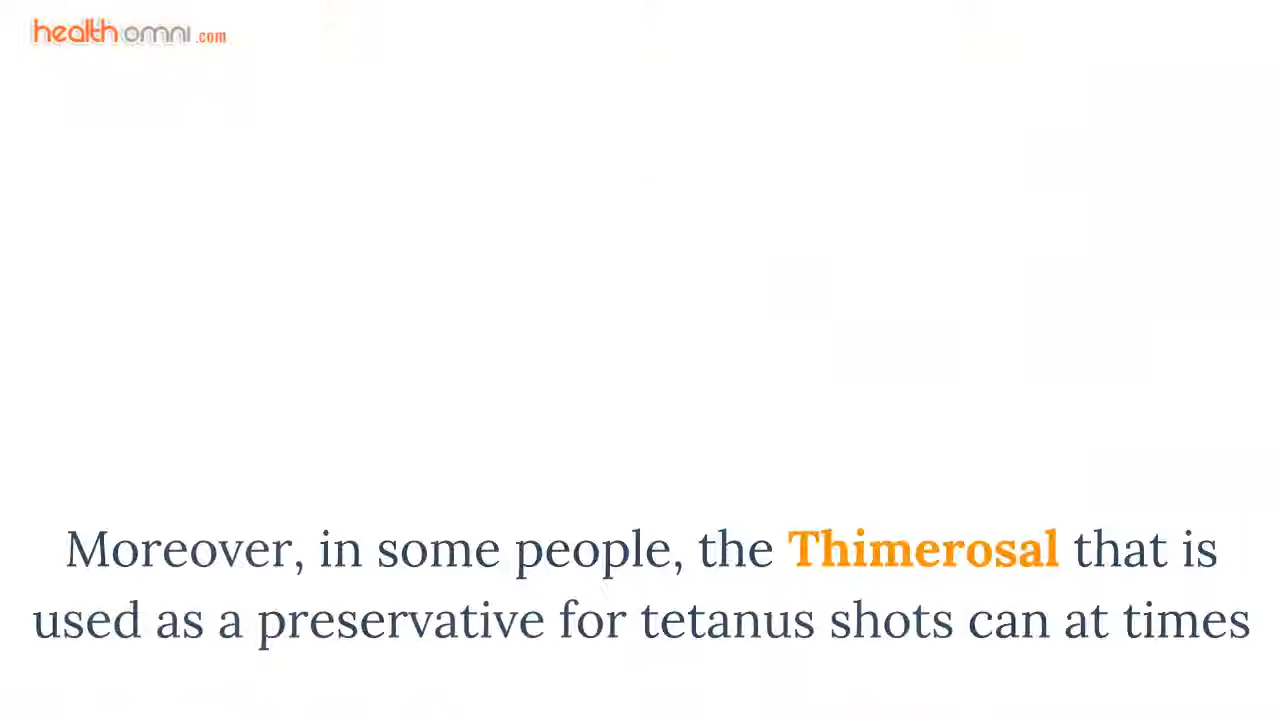 healthomni.com
Moreover, in some people, the Thimerosal that is
used as a preservative for tetanus shots can at times